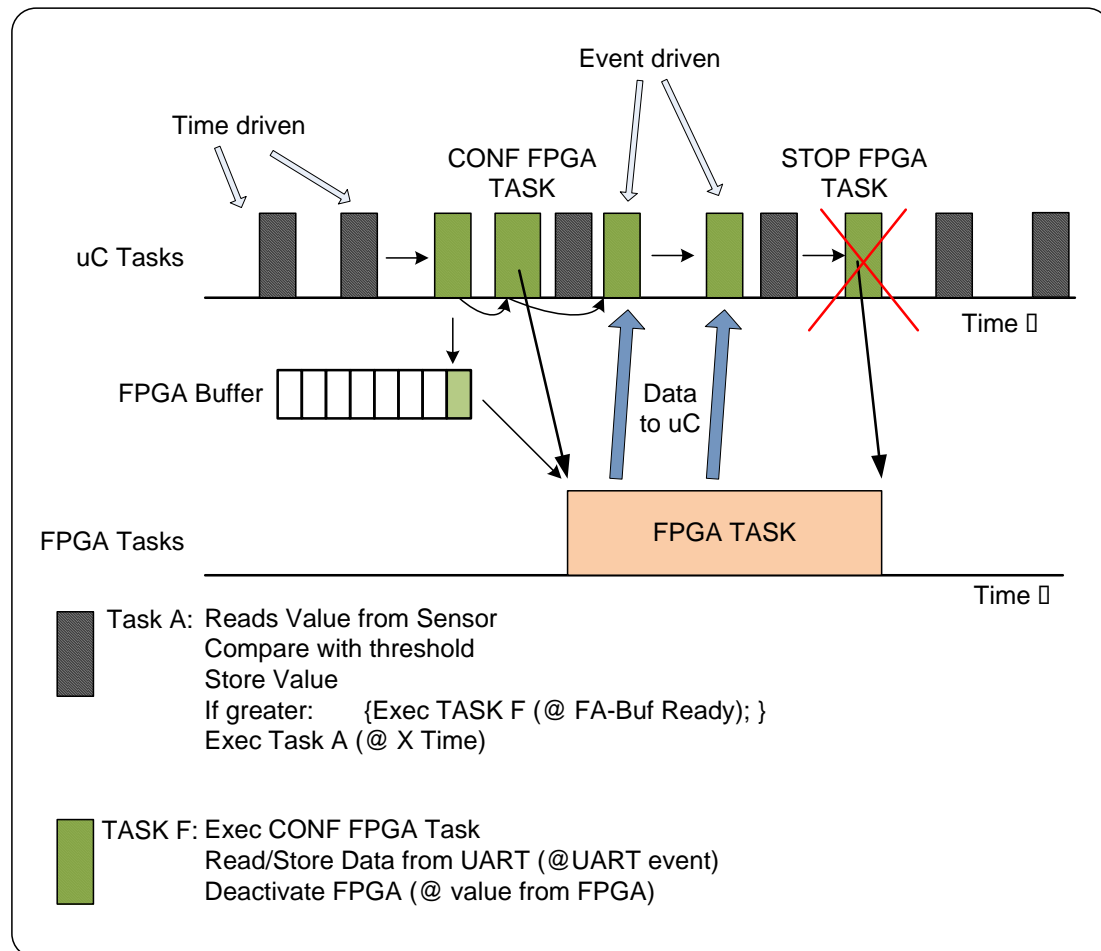 Event driven
Time driven
CONF FPGA
TASK
STOP FPGA
TASK
uC Tasks
Time ▯
FPGA Buffer
Data
to uC
FPGA TASK
FPGA Tasks
Time ▯
Task A: Reads Value from Sensor
Compare with threshold
Store Value
If greater: {Exec TASK F (@ FA-Buf Ready); }
Exec Task A (@ X Time)
TASK F: Exec CONF FPGA Task
Read/Store Data from UART (@UART event)
Deactivate FPGA (@ value from FPGA)